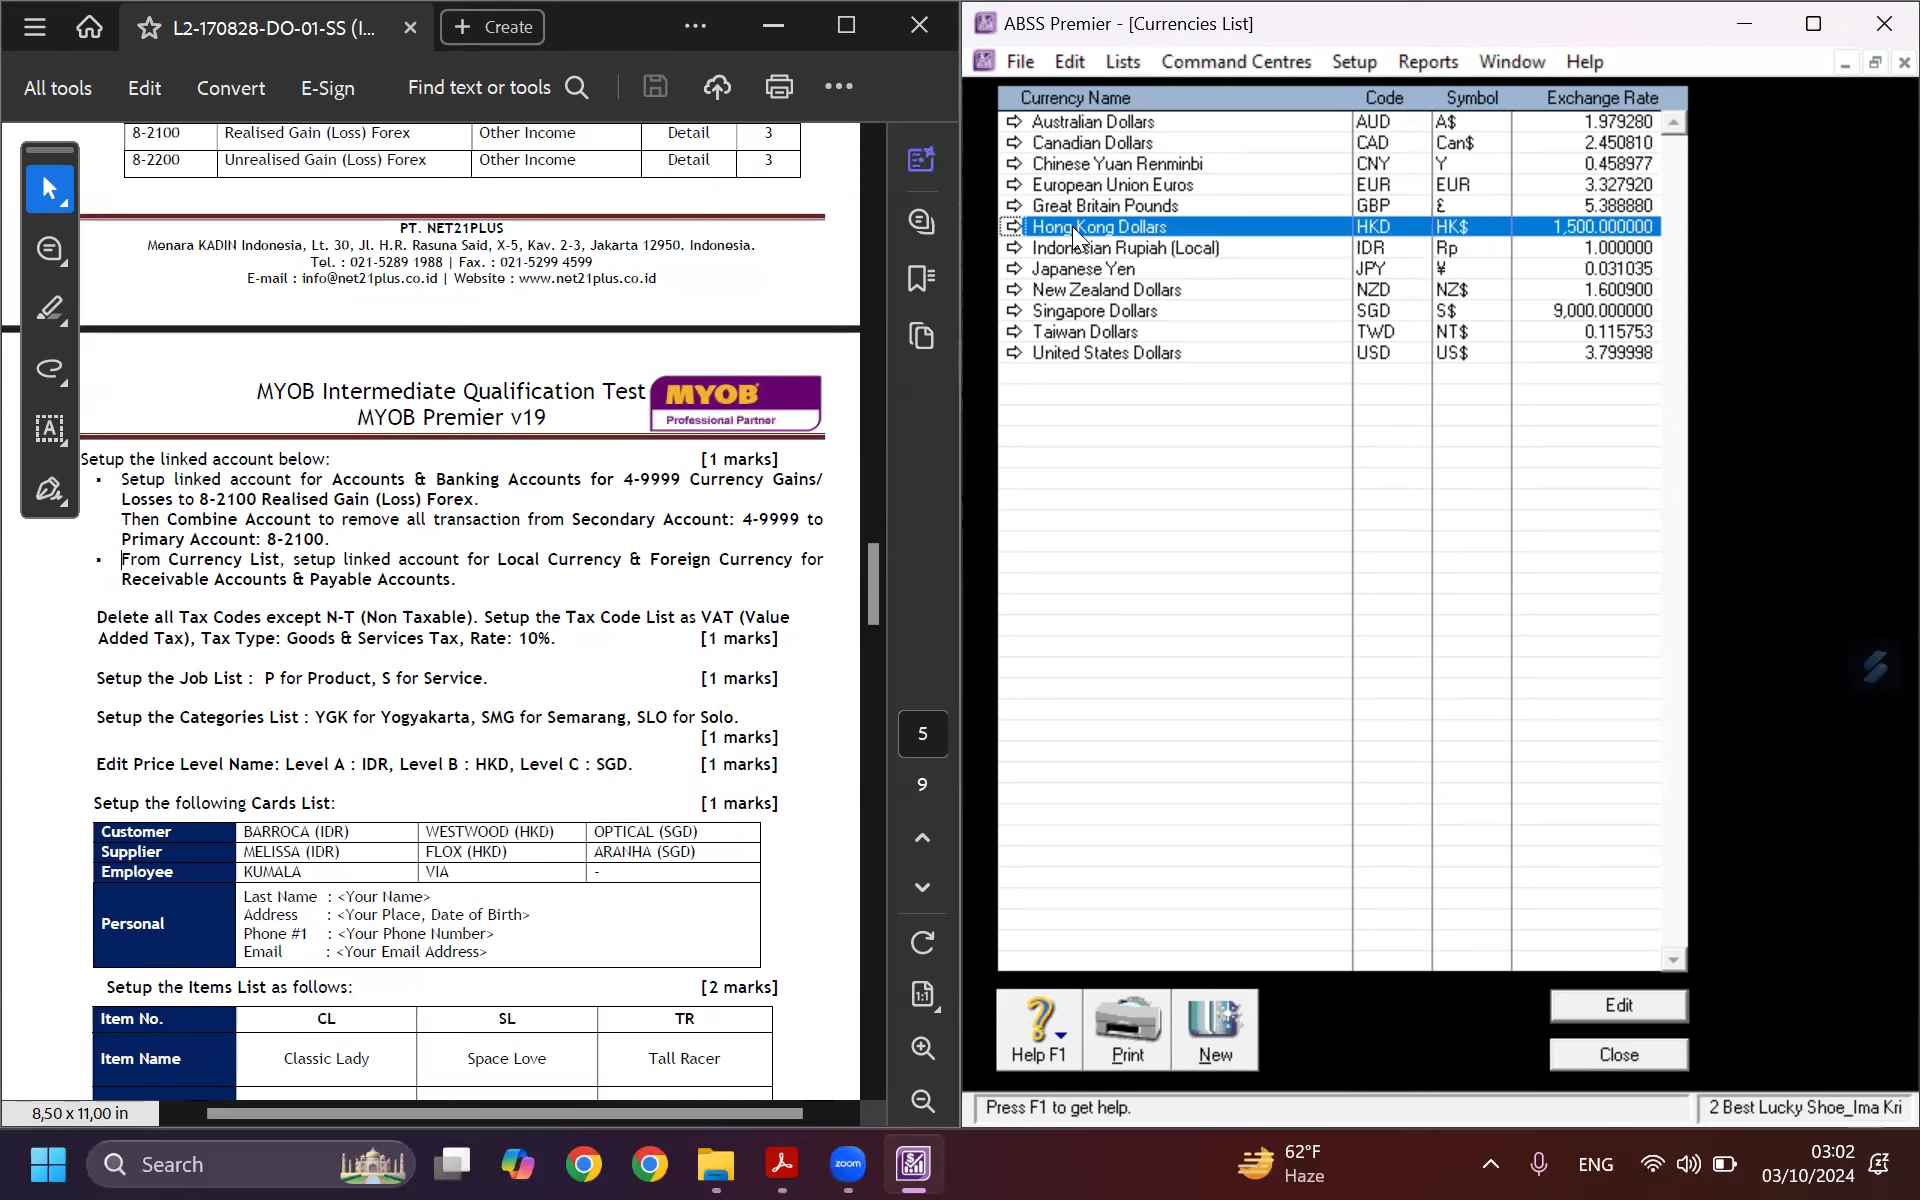 L2-170828-DO-01-SS (I...
Create
All tools
Edit
Convert
E-Sign
Find text or tools
8-2100 Realised Gain (Loss) Forex Other Income Detail 3
8-2200 Unrealised Gain (Loss) Forex Other Income Detail 3
PT. NET21PLUS
Menara KADIN Indonesia, Lt. 30, Jl. H.R. Rasuna Said, X-5, Kav. 2-3, Jakarta 12950. Indonesia.
Tel. : 021-5289 1988 | Fax. : 021-5299 4599
E-mail : info@net21plus.co.id | Website : www.net21plus.co.id
MYOB Intermediate Qualification Test
MYOB Premier v19
MYOB
Professional Partner
Setup the linked account below: [1 marks]
▪ Setup linked account for Accounts & Banking Accounts for 4-9999 Currency Gains/
Losses to 8-2100 Realised Gain (Loss) Forex.
Then Combine Account to remove all transaction from Secondary Account: 4-9999 to
Primary Account: 8-2100.
▪ From Currency List, setup linked account for Local Currency & Foreign Currency for
Receivable Accounts & Payable Accounts.
Delete all Tax Codes except N-T (Non Taxable). Setup the Tax Code List as VAT (Value
Added Tax), Tax Type: Goods & Services Tax, Rate: 10%. [1 marks]
Setup the Job List : P for Product, S for Service. [1 marks]
Setup the Categories List : YGK for Yogyakarta, SMG for Semarang, SLO for Solo.
[1 marks]
Edit Price Level Name: Level A : IDR, Level B : HKD, Level C : SGD. [1 marks]
Setup the following Cards List: [1 marks]
Customer BARROCA (IDR) WESTWOOD (HKD) OPTICAL (SGD)
Supplier MELISSA (IDR) FLOX (HKD) ARANHA (SGD)
Employee KUMALA VIA -
Personal
Last Name : <Your Name>
Address : <Your Place, Date of Birth>
Phone #1 : <Your Phone Number>
Email : <Your Email Address>
Setup the Items List as follows: [2 marks]
Item No. CL SL TR
Item Name Classic Lady Space Love Tall Racer
8,50 x 11,00 in
5
9
1:1
ABSS Premier - [Currencies List]
File Edit Lists Command Centres Setup Reports Window Help
Currency Name Code Symbol Exchange Rate
Australian Dollars AUD A$ 1.979280
Canadian Dollars CAD Can$ 2.450810
Chinese Yuan Renminbi CNY Y 0.458977
European Union Euros EUR EUR 3.327920
Great Britain Pounds GBP £ 5.388880
Hong Kong Dollars HKD HK$ 1,500.000000
Indonesian Rupiah (Local) IDR Rp 1.000000
Japanese Yen JPY ¥ 0.031035
New Zealand Dollars NZD NZ$ 1.600900
Singapore Dollars SGD S$ 9,000.000000
Taiwan Dollars TWD NT$ 0.115753
United States Dollars USD US$ 3.799998
Help F1
Print
New
Edit
Close
Press F1 to get help.
2 Best Lucky Shoe_Ima Kri
Search
zoom
62°F
Haze
ENG
03:02
03/10/2024